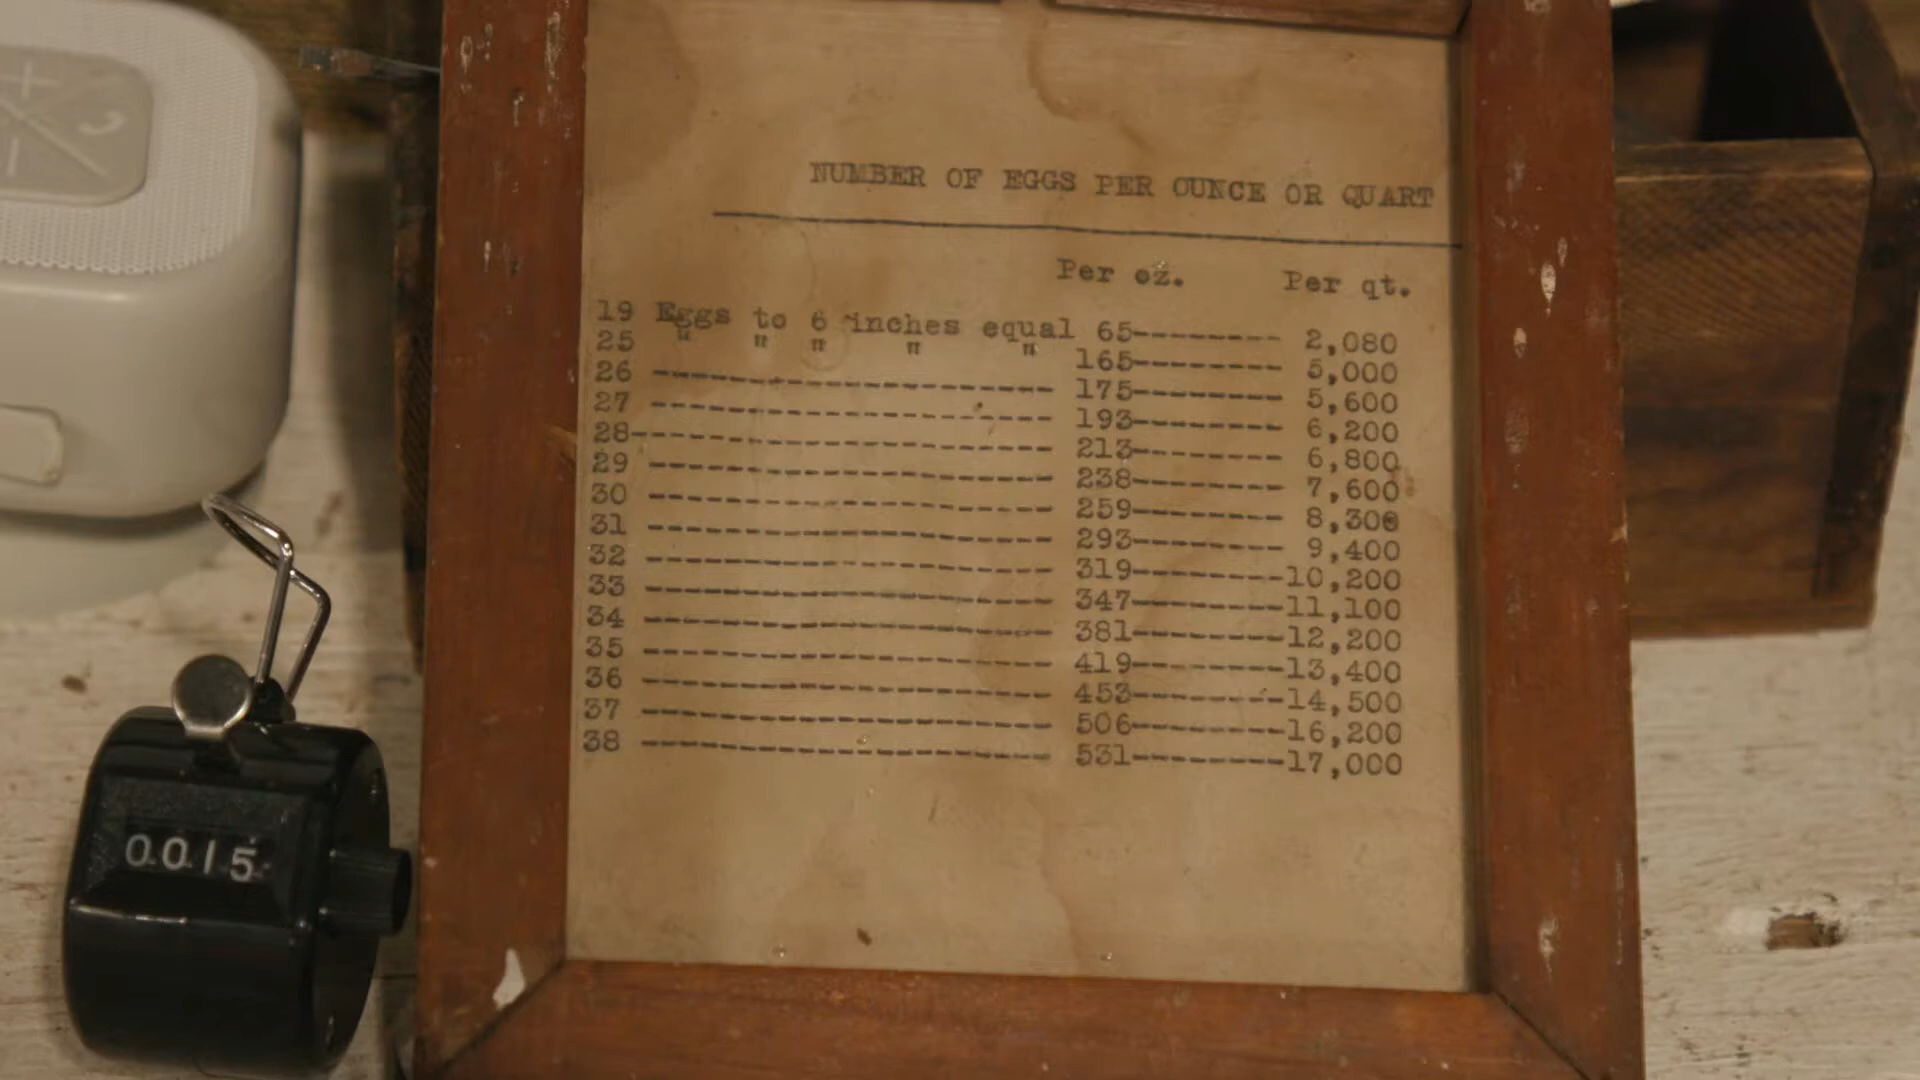 NUMBER OF EGGS PER OUNCE OR QUART
Per oz. Per qt.
19 Eggs to 6 inches equal 65-------- 2,080
25 " " " " " 165-------- 5,000
26 -------------------- 175-------- 5,600
27 -------------------- 193-------- 6,200
28--------------------- 213-------- 6,800
29 -------------------- 238-------- 7,600
30 -------------------- 259-------- 8,300
31 -------------------- 293-------- 9,400
32 -------------------- 319--------10,200
33 -------------------- 347--------11,100
34 -------------------- 381--------12,200
35 -------------------- 419--------13,400
36 -------------------- 453--------14,500
37 -------------------- 506--------16,200
38 -------------------- 531--------17,000
0015